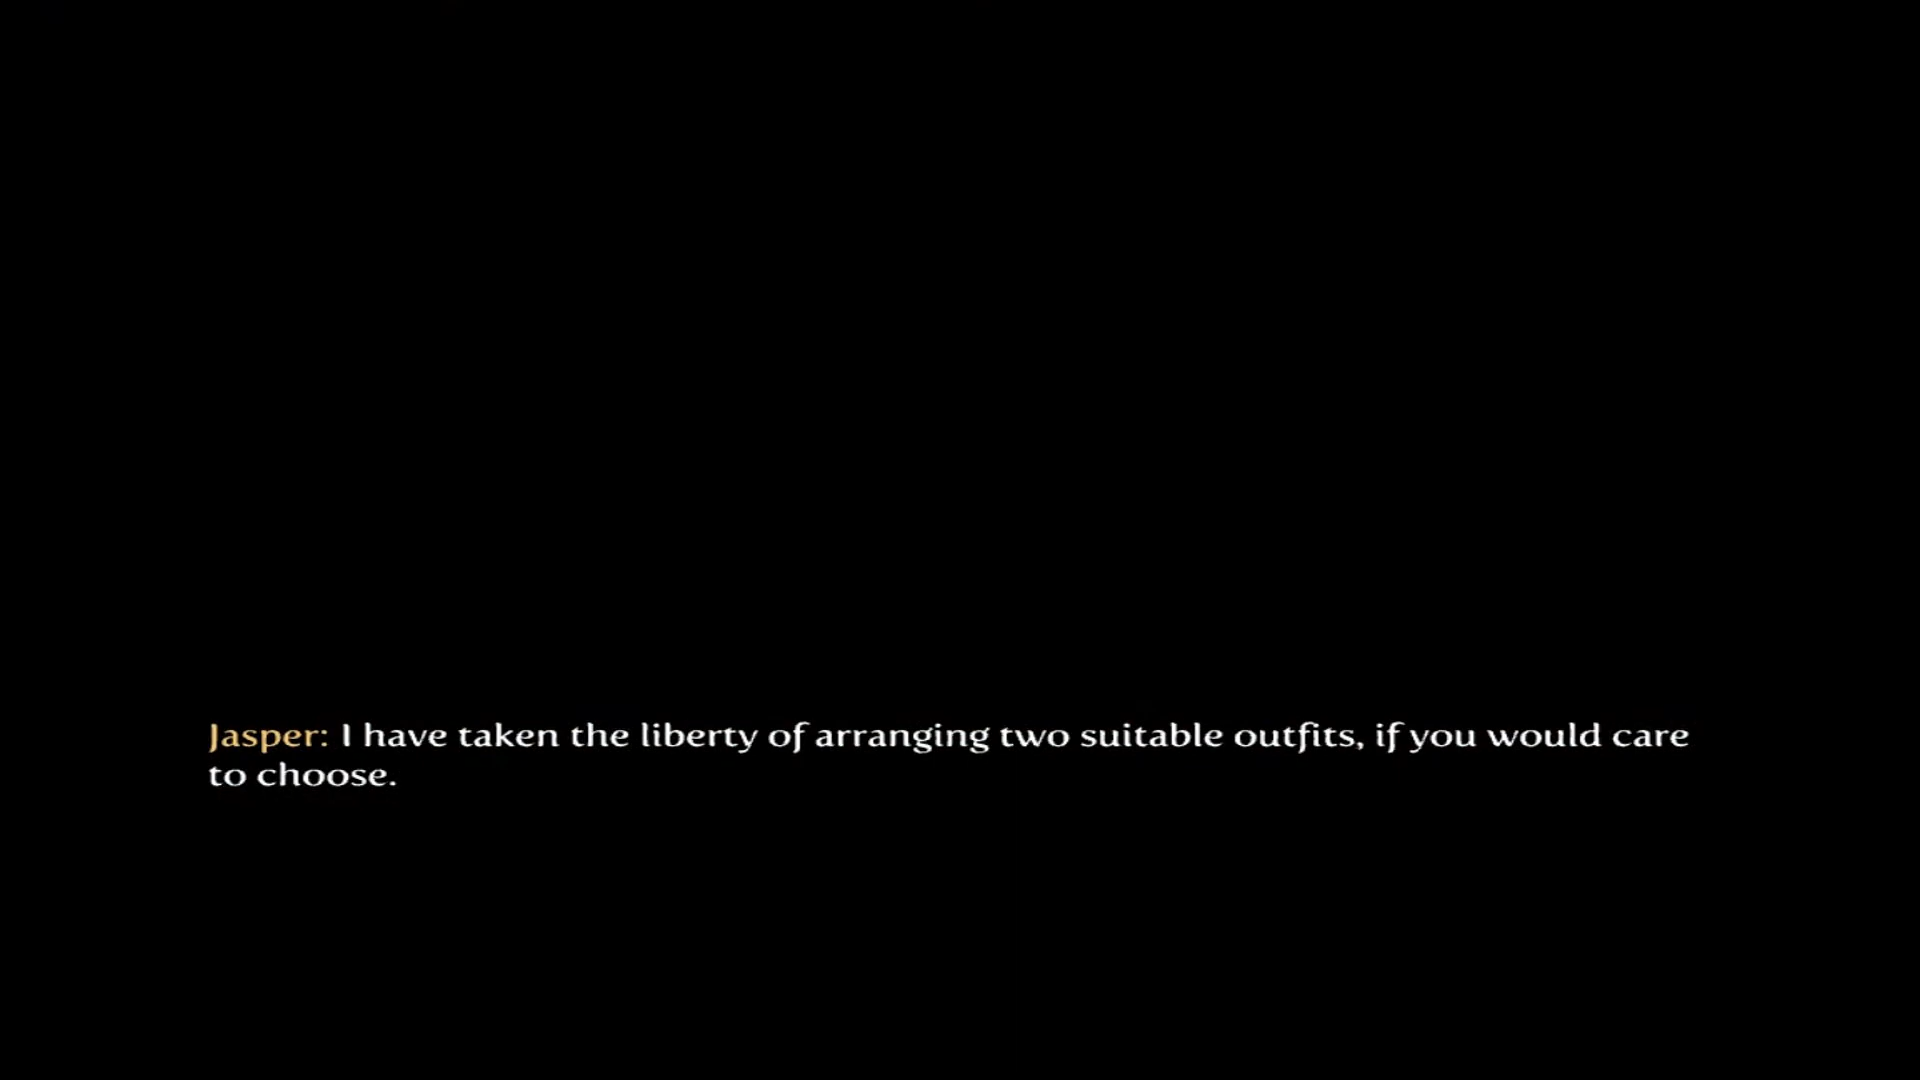 Jasper: I have taken the liberty of arranging two suitable outfits, if you would care
to choose.